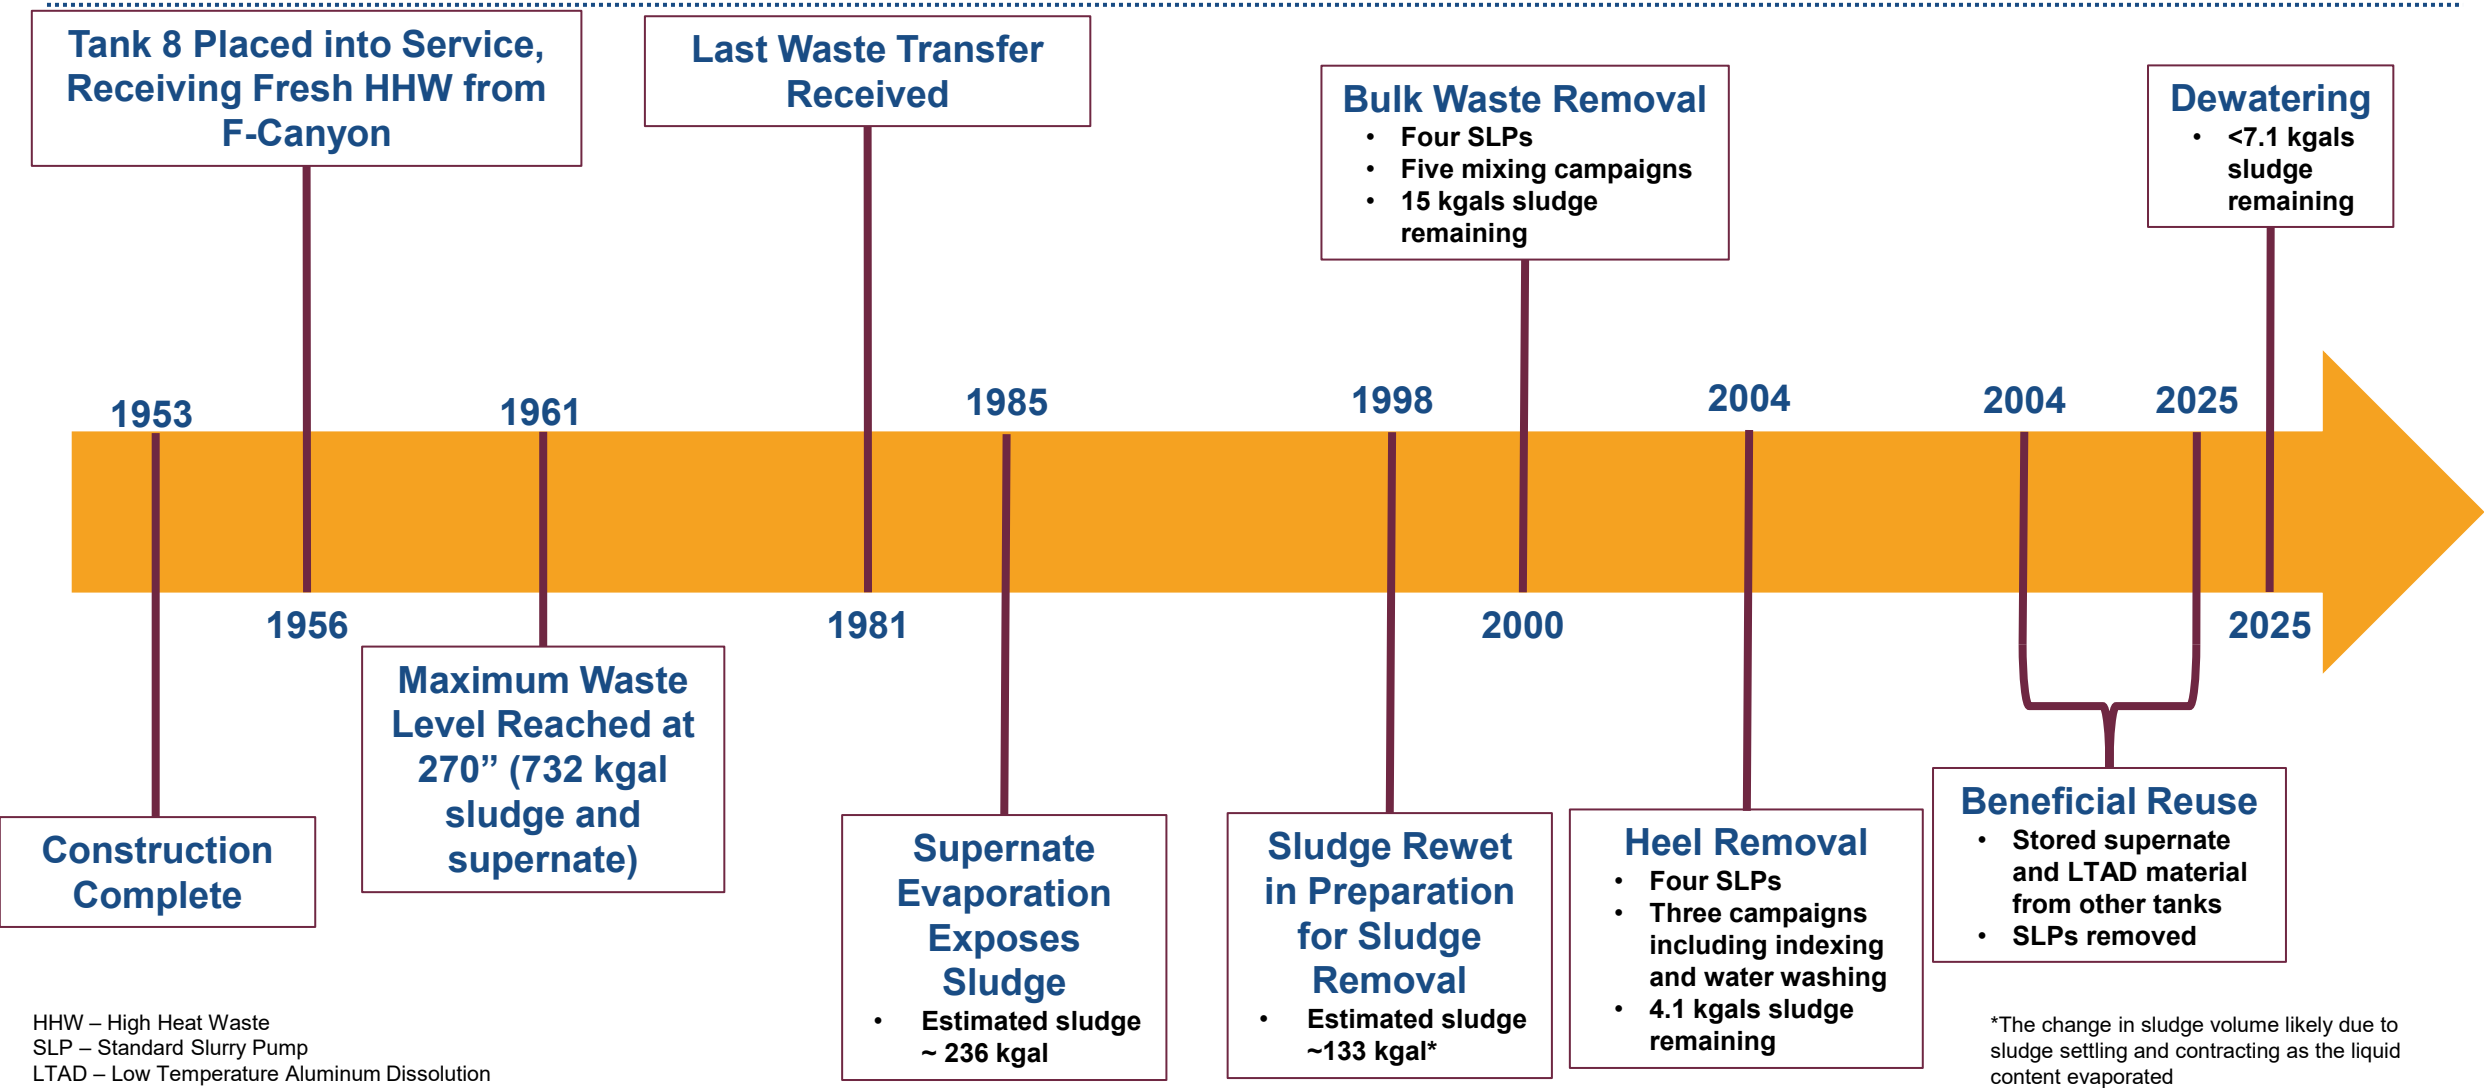 Tank 8 Placed into Service,
Receiving Fresh HHW from
F-Canyon
Last Waste Transfer
Received
Bulk Waste Removal
• Four SLPs
• Five mixing campaigns
• 15 kgals sludge
remaining
Dewatering
• <7.1 kgals
sludge
remaining
1953
1961
1985
1998
2004
2004
2025
1956
1981
2000
2025
Construction
Complete
Maximum Waste
Level Reached at
270” (732 kgal
sludge and
supernate)
Supernate
Evaporation
Exposes
Sludge
• Estimated sludge
~ 236 kgal
Sludge Rewet
in Preparation
for Sludge
Removal
• Estimated sludge
~133 kgal*
Heel Removal
• Four SLPs
• Three campaigns
including indexing
and water washing
• 4.1 kgals sludge
remaining
Beneficial Reuse
• Stored supernate
and LTAD material
from other tanks
• SLPs removed
HHW – High Heat Waste
SLP – Standard Slurry Pump
LTAD – Low Temperature Aluminum Dissolution
*The change in sludge volume likely due to
sludge settling and contracting as the liquid
content evaporated